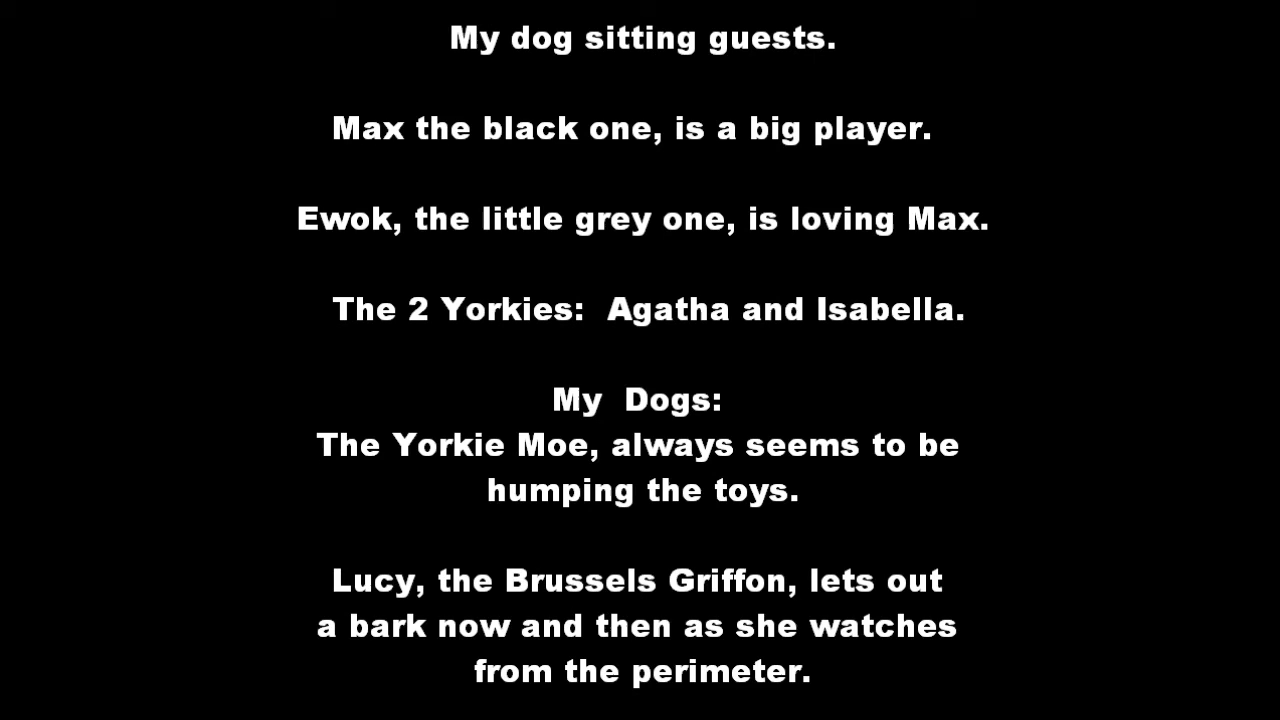 My dog sitting guests.
Max the black one, is a big player.
Ewok, the little grey one, is loving Max.
The 2 Yorkies:  Agatha and Isabella.
My  Dogs:
The Yorkie Moe, always seems to be
humping the toys.
Lucy, the Brussels Griffon, lets out
a bark now and then as she watches
from the perimeter.